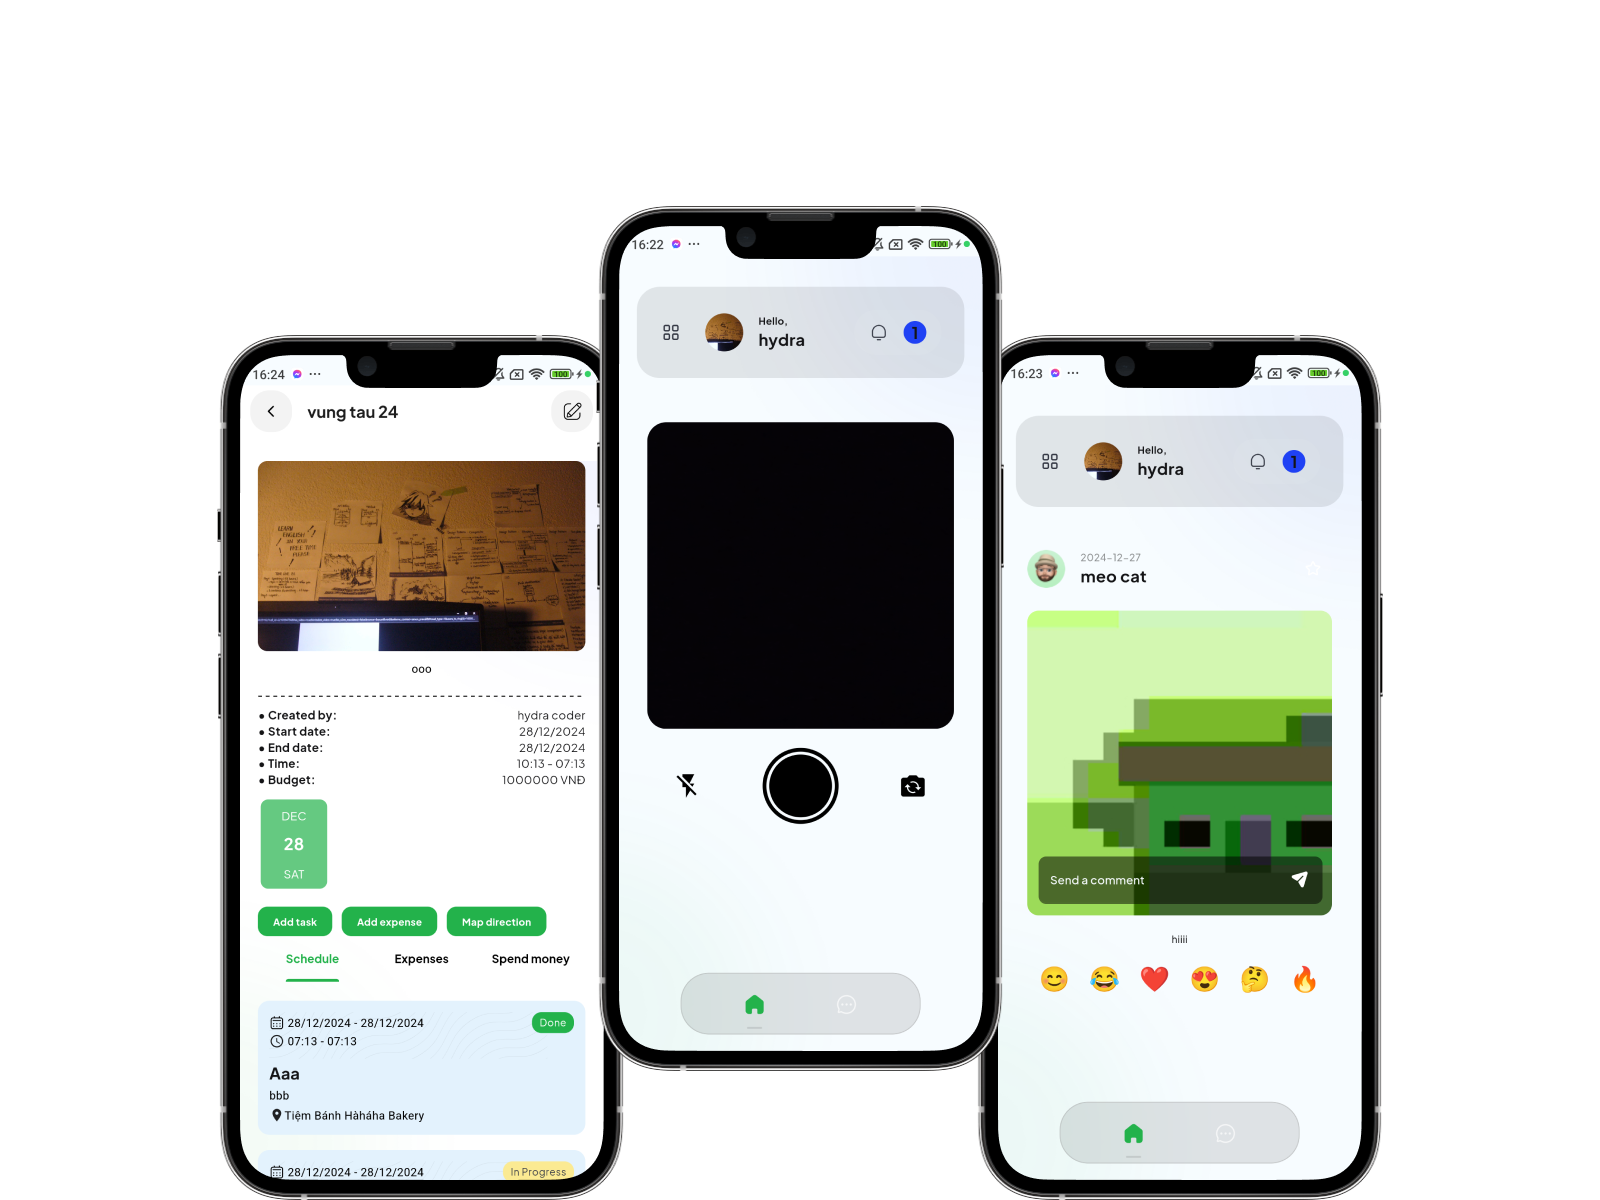 16:24
100
vung tau 24
LEARN
ENGLISH
PLEASE
ooo
• Created by: hydra coder
• Start date: 28/12/2024
• End date: 28/12/2024
• Time: 10:13 - 07:13
• Budget: 1000000 VNĐ
DEC
28
SAT
Add task Add expense Map direction
Schedule Expenses Spend money
28/12/2024 - 28/12/2024 Done
07:13 - 07:13
Aaa
bbb
Tiệm Bánh Hàháha Bakery
28/12/2024 - 28/12/2024 In Progress
16:22
100
Hello,
hydra
1
16:23
100
Hello,
hydra
1
2024-12-27
meo cat
Send a comment
hiiii